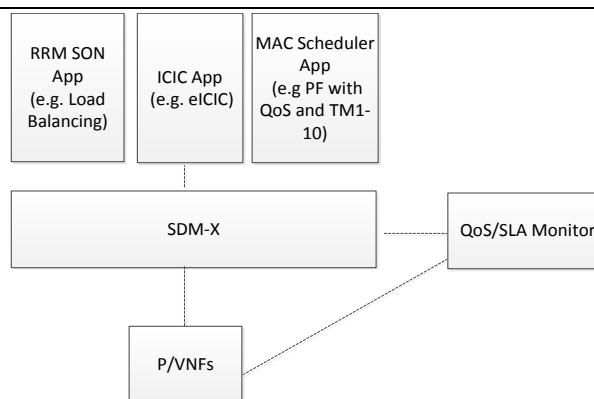 RRM SON
App
(e.g. Load
Balancing)
ICIC App
(e.g. eICIC)
MAC Scheduler
App
(e.g PF with
QoS and TM1-
10)
SDM-X
QoS/SLA Monitor
P/VNFs